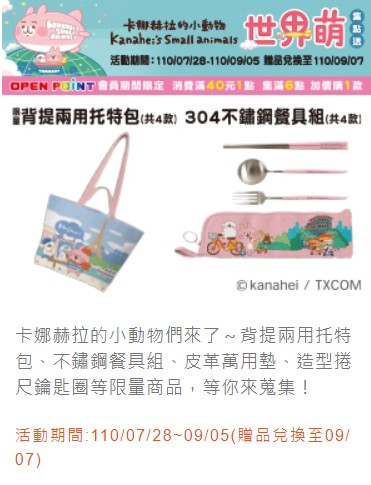 卡娜赫拉的小動物
Kanahei's Small animals
世界萌
集點送
活動期間:110/07/28-110/09/05 贈品兌換至110/09/07
OPEN POINT 會員期間限定 消費滿40元1點 集滿6點 加價購1款
限量背提兩用托特包(共4款) 304不鏽鋼餐具組(共4款)
©kanahei / TXCOM
卡娜赫拉的小動物們來了～背提兩用托特
包、不鏽鋼餐具組、皮革萬用墊、造型捲
尺鑰匙圈等限量商品，等你來蒐集！
活動期間:110/07/28~09/05(贈品兌換至09/
07)